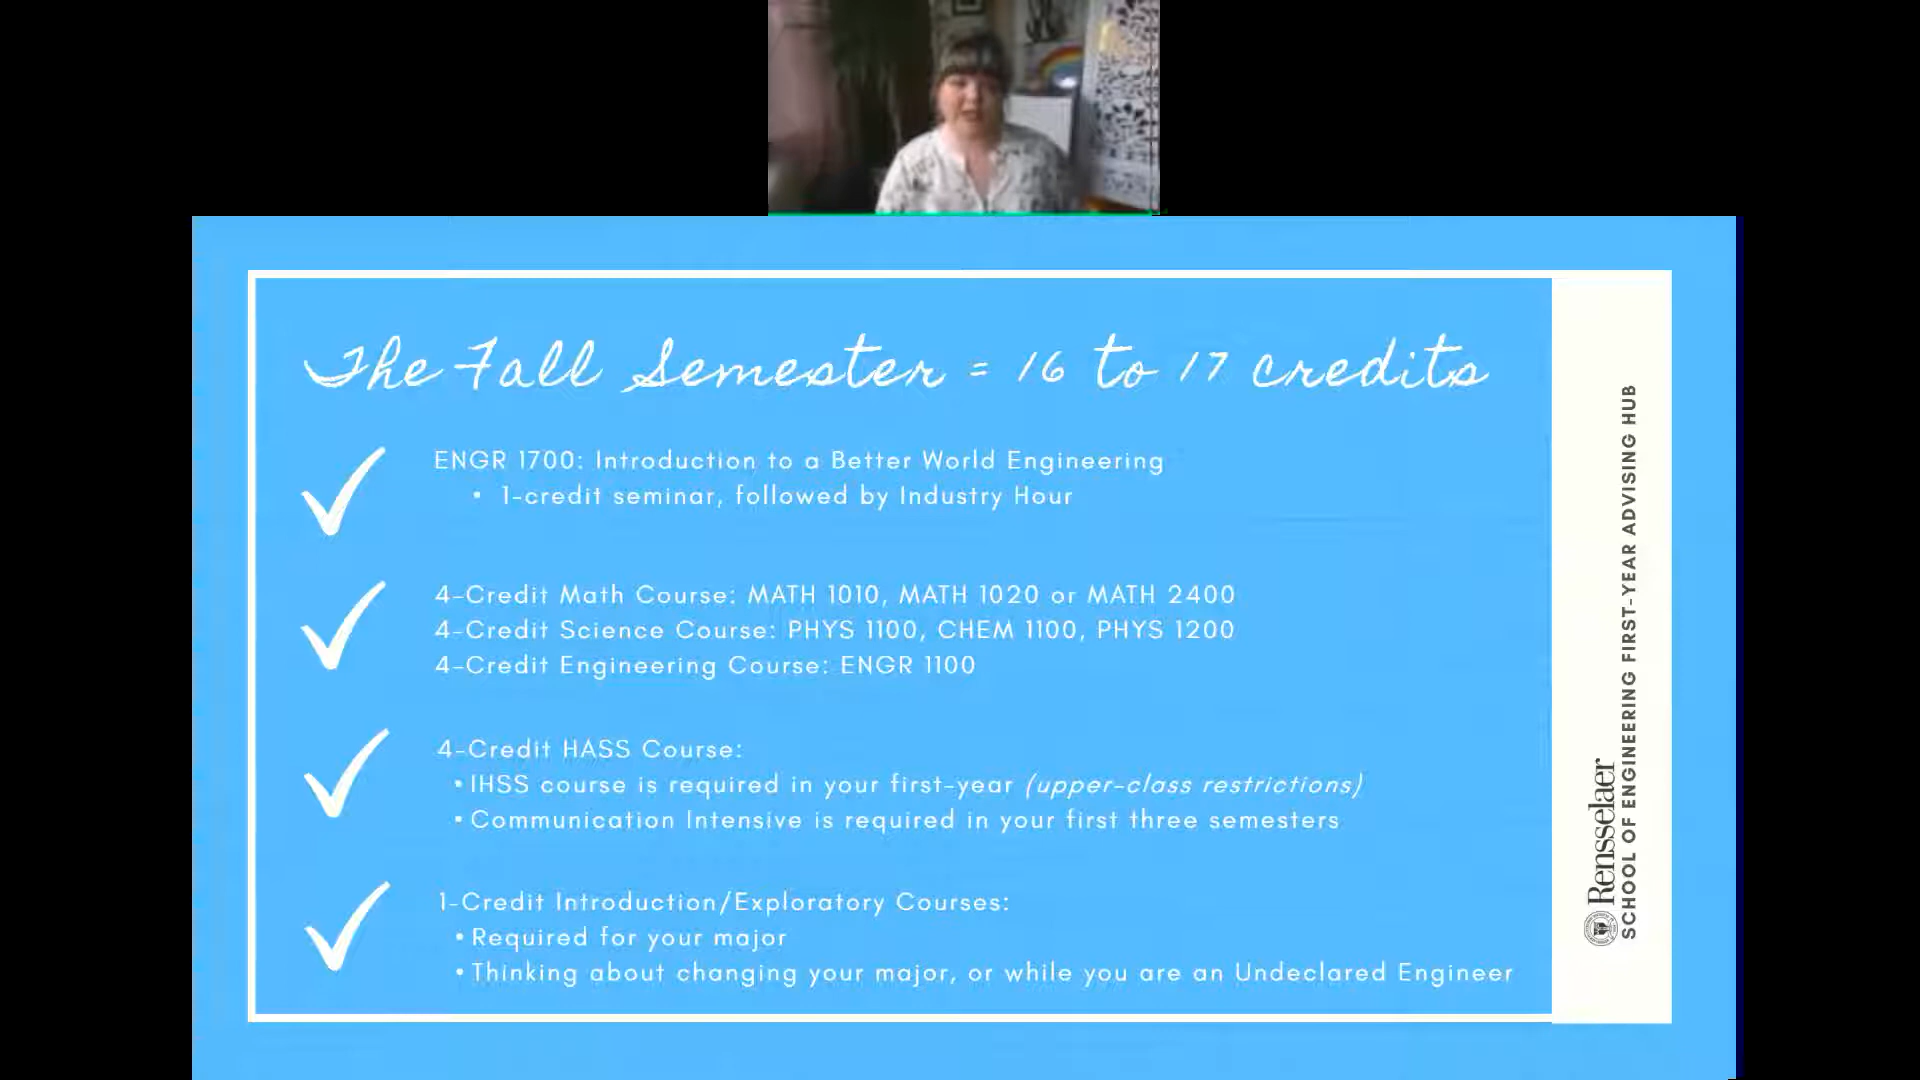 The Fall Semester = 16 to 17 credits
ENGR 1700: Introduction to a Better World Engineering
• 1-credit seminar, followed by Industry Hour
4-Credit Math Course: MATH 1010, MATH 1020 or MATH 2400
4-Credit Science Course: PHYS 1100, CHEM 1100, PHYS 1200
4-Credit Engineering Course: ENGR 1100
4-Credit HASS Course:
• IHSS course is required in your first-year (upper-class restrictions)
• Communication Intensive is required in your first three semesters
1-Credit Introduction/Exploratory Courses:
• Required for your major
• Thinking about changing your major, or while you are an Undeclared Engineer
Rensselaer
SCHOOL OF ENGINEERING FIRST-YEAR ADVISING HUB